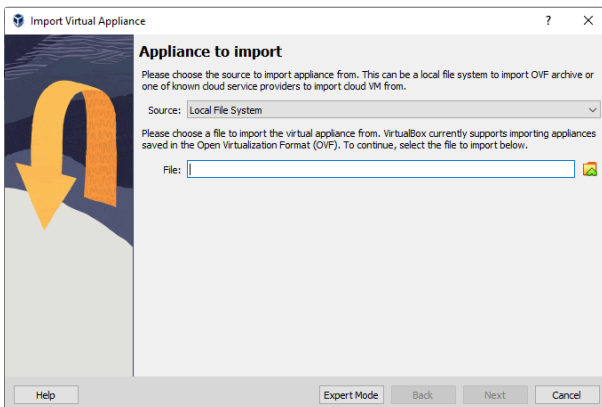 Import Virtual Appliance
?
Appliance to import
Please choose the source to import appliance from. This can be a local file system to import OVF archive or
one of known cloud service providers to import cloud VM from.
Source: Local File System
Please choose a file to import the virtual appliance from. VirtualBox currently supports importing appliances
saved in the Open Virtualization Format (OVF). To continue, select the file to import below.
File:
Help Expert Mode Back Next Cancel